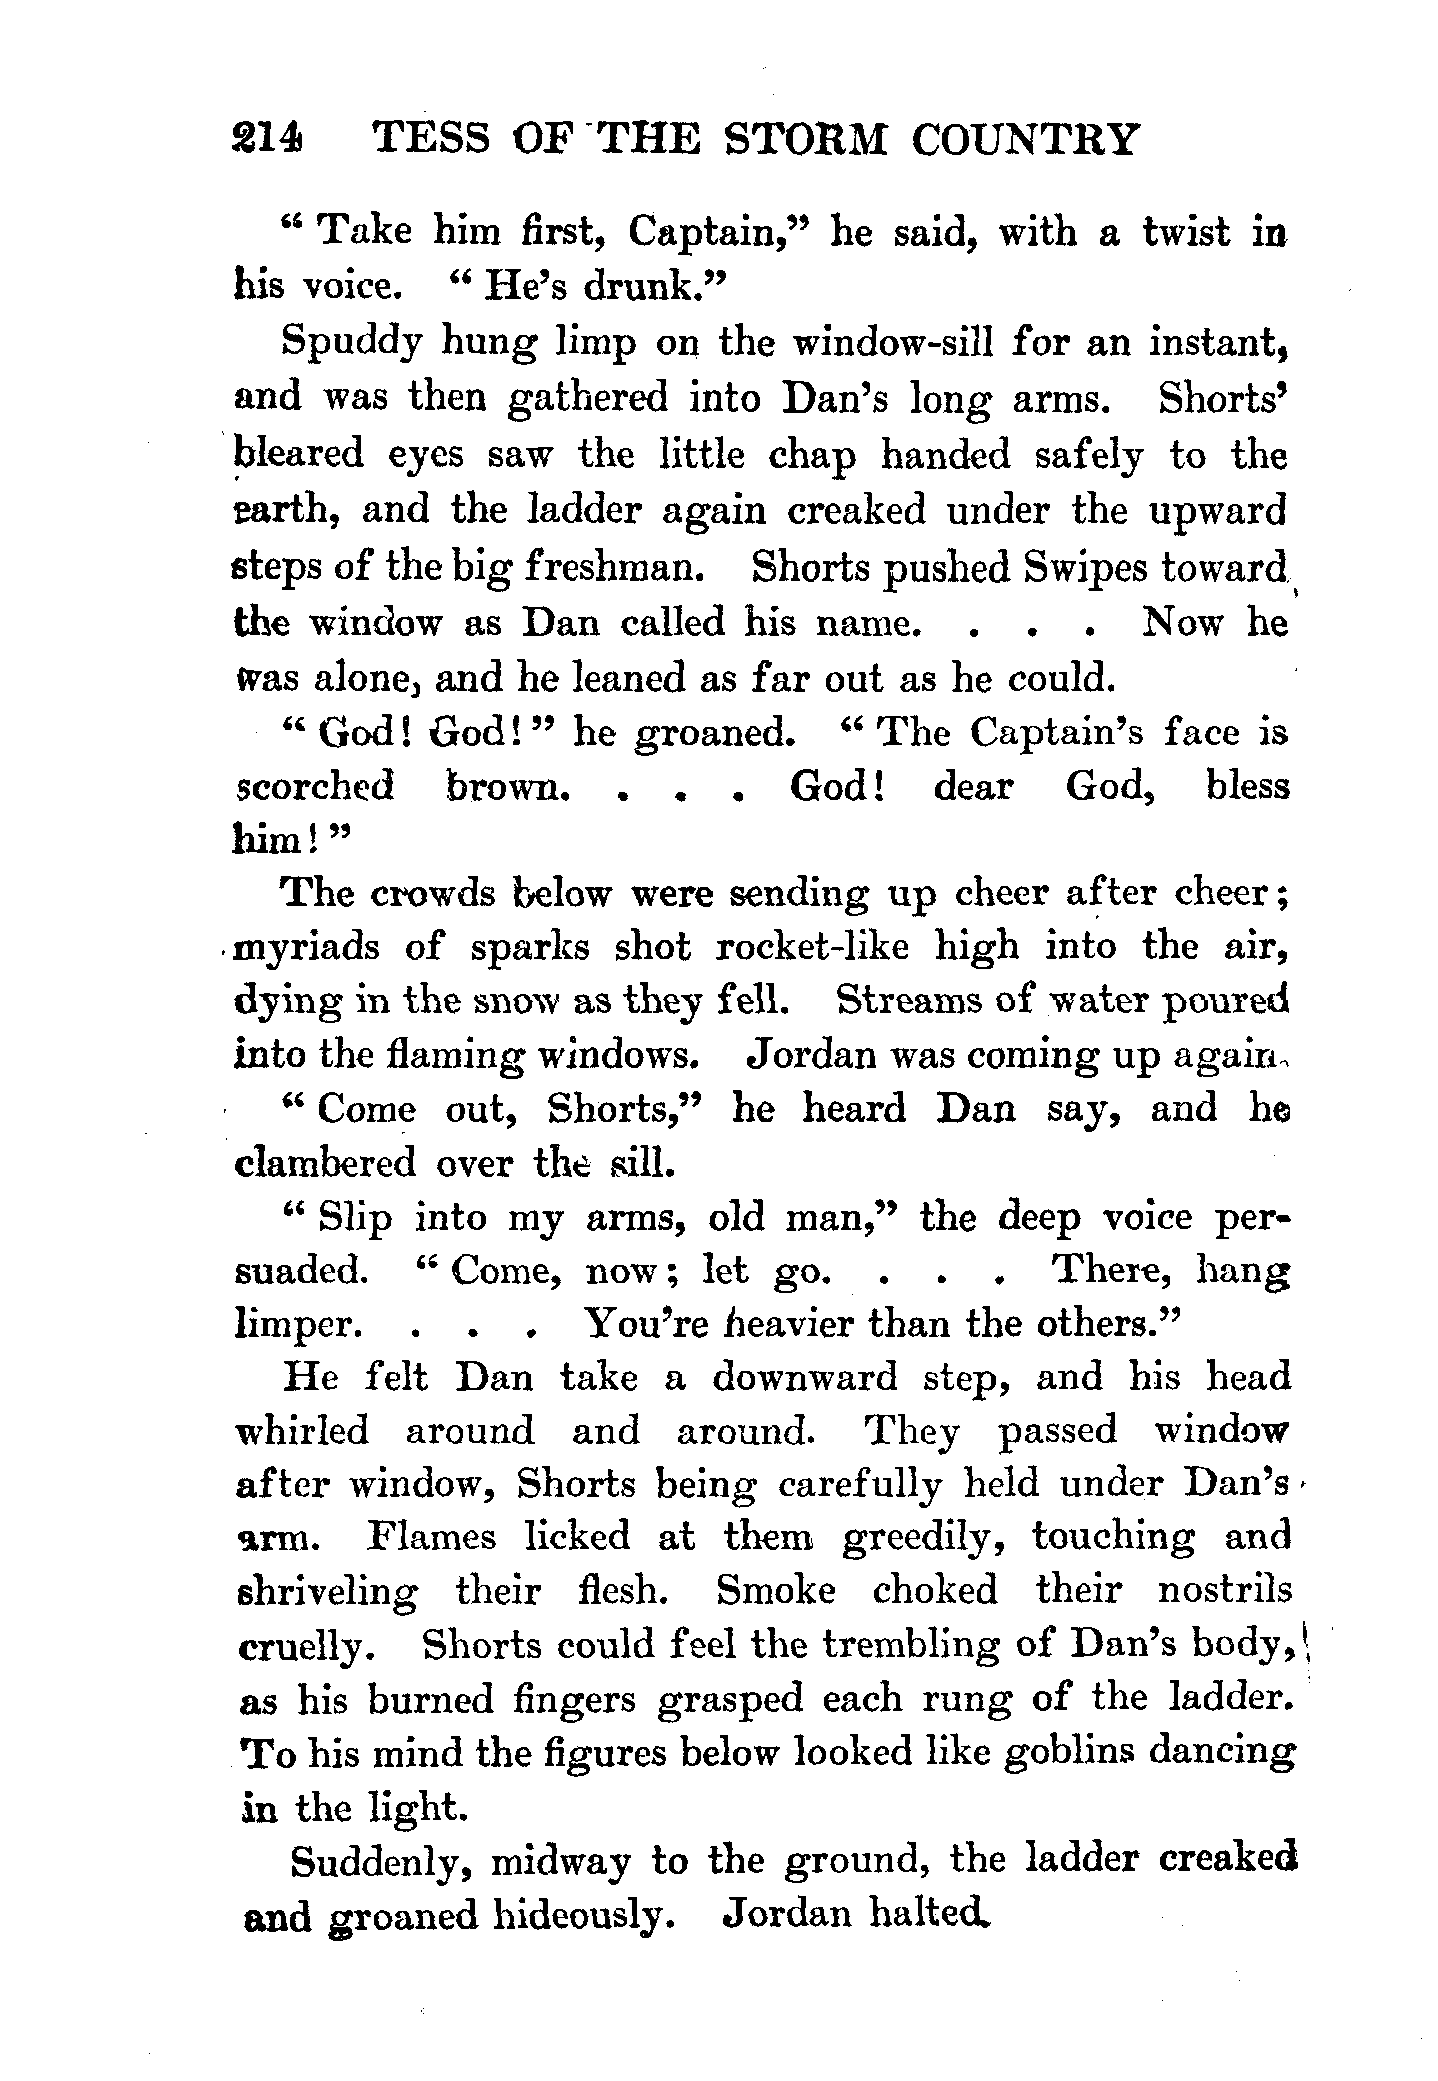 214 TESS OF THE STORM COUNTRY
“ Take him first, Captain,” he said, with a twist in
his voice. “ He’s drunk.”
Spuddy hung limp on the window-sill for an instant,
and was then gathered into Dan’s long arms. Shorts’
bleared eyes saw the little chap handed safely to the
earth, and the ladder again creaked under the upward
steps of the big freshman. Shorts pushed Swipes toward
the window as Dan called his name. . . . Now he
was alone, and he leaned as far out as he could.
“ God! God! ” he groaned. “ The Captain’s face is
scorched brown. . . . God! dear God, bless
him! ”
The crowds below were sending up cheer after cheer;
myriads of sparks shot rocket-like high into the air,
dying in the snow as they fell. Streams of water poured
into the flaming windows. Jordan was coming up again.
“ Come out, Shorts,” he heard Dan say, and he
clambered over the sill.
“ Slip into my arms, old man,” the deep voice per-
suaded. “ Come, now; let go. . . . There, hang
limper. . . . You’re heavier than the others.”
He felt Dan take a downward step, and his head
whirled around and around. They passed window
after window, Shorts being carefully held under Dan’s
arm. Flames licked at them greedily, touching and
shriveling their flesh. Smoke choked their nostrils
cruelly. Shorts could feel the trembling of Dan’s body,
as his burned fingers grasped each rung of the ladder.
To his mind the figures below looked like goblins dancing
in the light.
Suddenly, midway to the ground, the ladder creaked
and groaned hideously. Jordan halted.